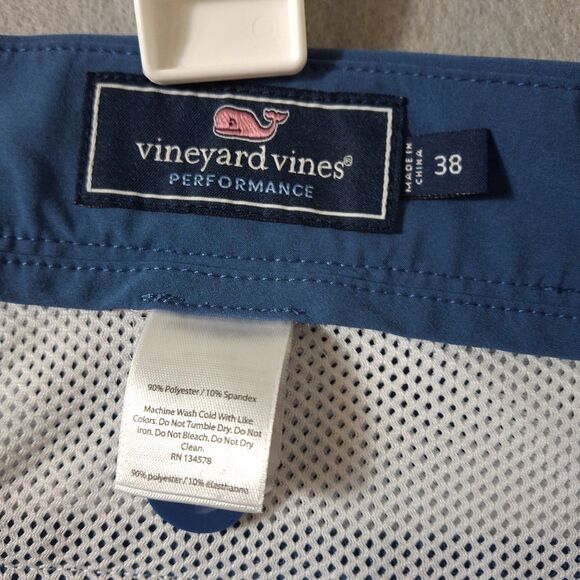 vineyard vines®
PERFORMANCE
MADE IN
CHINA
38
90% Polyester / 10% Spandex
Machine Wash Cold With Like
Colors. Do Not Tumble Dry. Do Not
Iron. Do Not Bleach. Do Not Dry
Clean.
RN 134578
90% polyester / 10% élasthanne